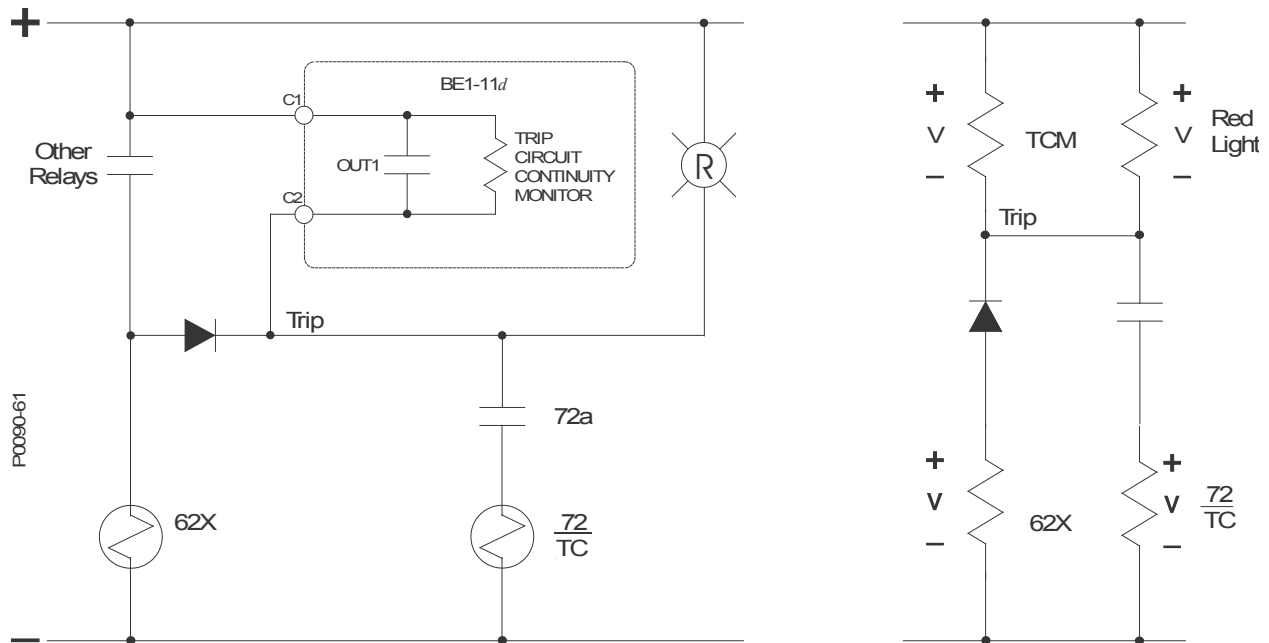 +
BE1-11d
C1
Other
Relays
OUT1
TRIP
CIRCUIT
CONTINUITY
MONITOR
C2
R
Trip
72a
62X
72
TC
−
P0090-61
+
V
−
TCM
+
V
−
Red
Light
Trip
+
V
−
62X
+
V
−
72
TC